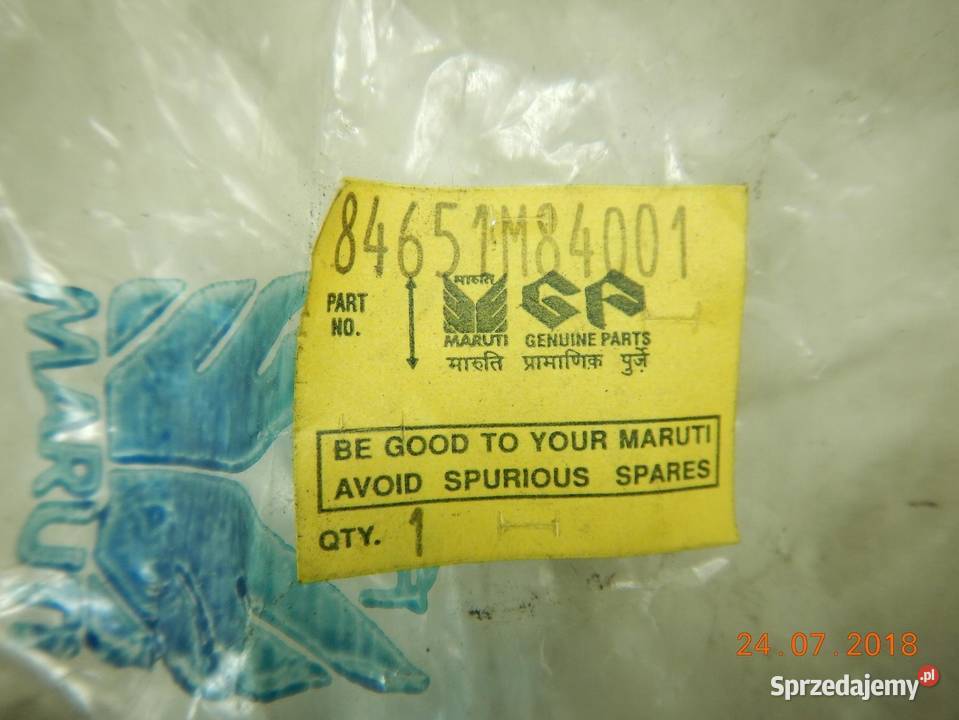 84651M84001
PART NO.
मारुति
MARUTI
GP
GENUINE PARTS
मारुति प्रामाणिक पुर्जे
BE GOOD TO YOUR MARUTI
AVOID SPURIOUS SPARES
QTY. 1
MARUTI
24.07.2018
Sprzedajemy.pl